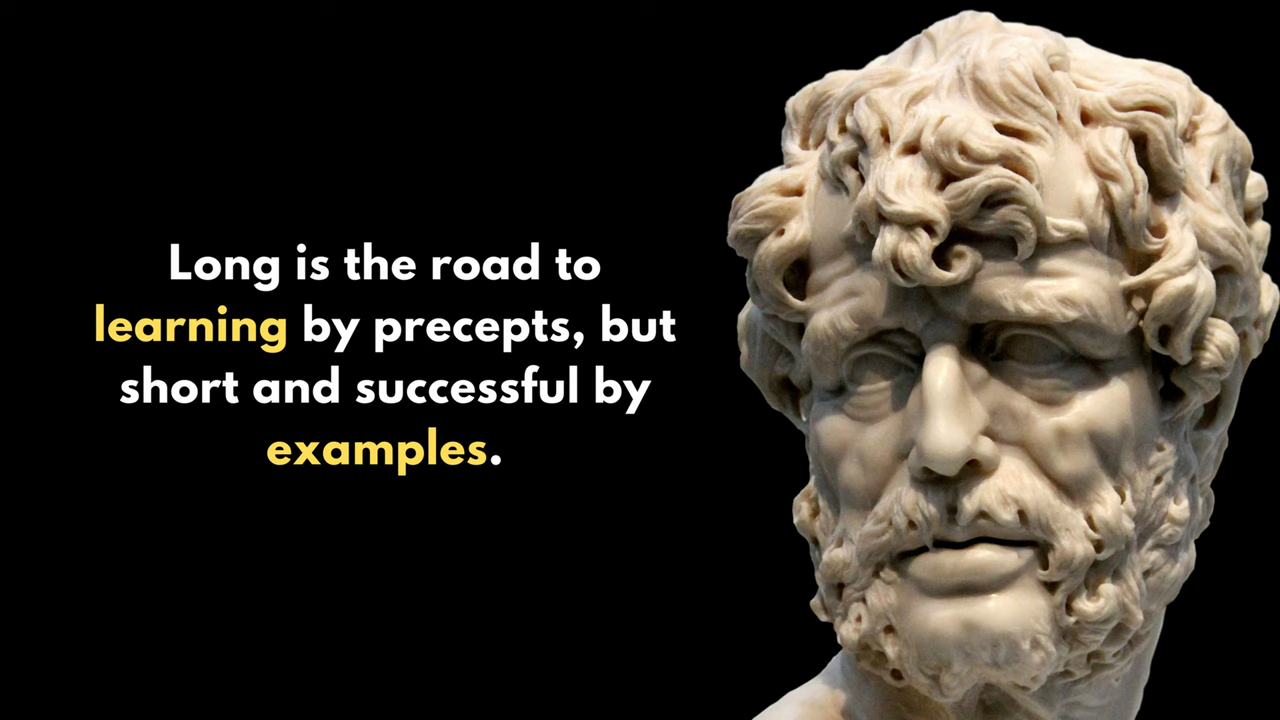 Long is the road to
learning by precepts, but
short and successful by
examples.